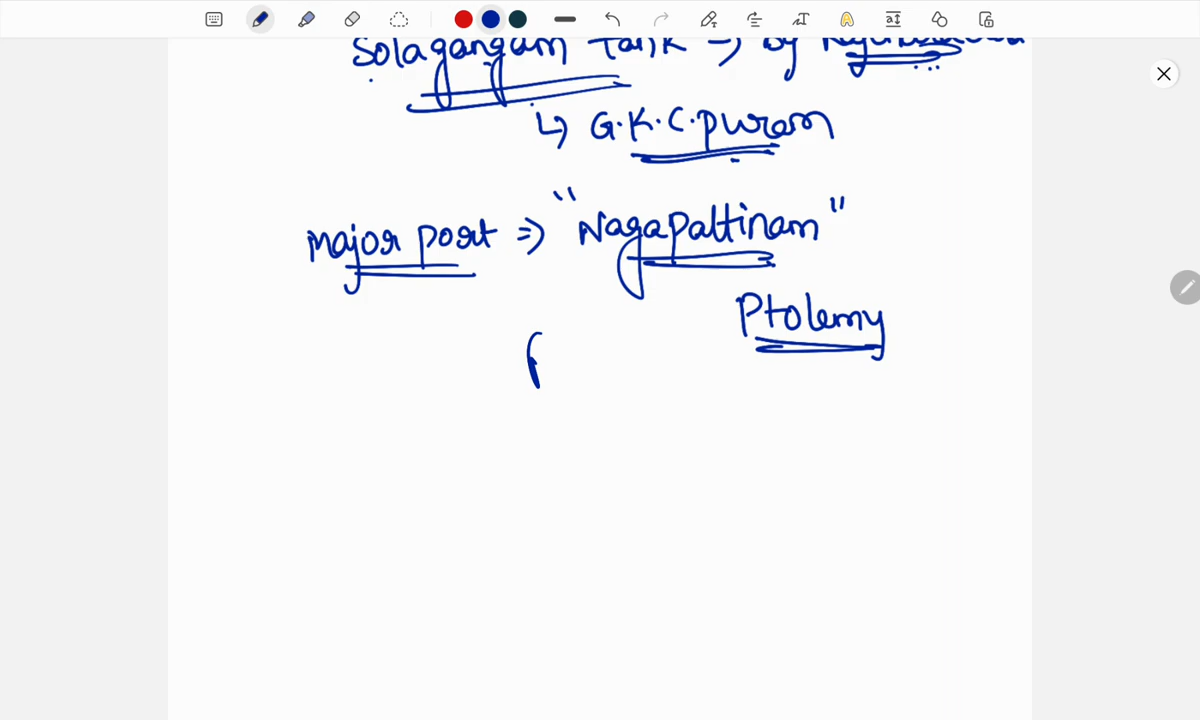 Solagangam Tank → by
↳ G.K.C.puram
major port ⇒ "Nagapattinam"
Ptolemy